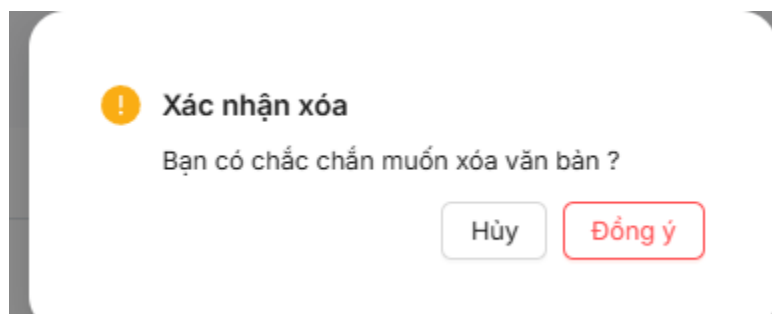 Xác nhận xóa
Bạn có chắc chắn muốn xóa văn bản ?
Hủy
Đồng ý